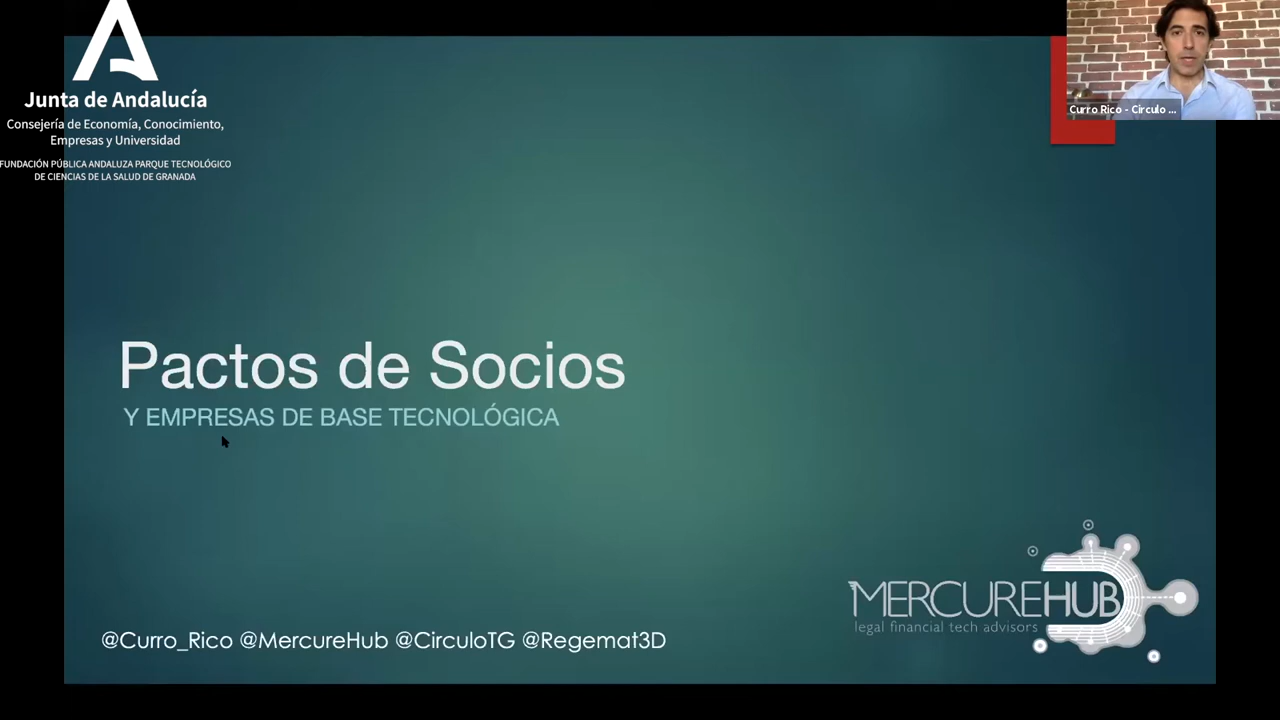 Junta de Andalucía
Consejería de Economía, Conocimiento,
Empresas y Universidad
FUNDACIÓN PÚBLICA ANDALUZA PARQUE TECNOLÓGICO
DE CIENCIAS DE LA SALUD DE GRANADA
Curro Rico - Circulo ...
Pactos de Socios
Y EMPRESAS DE BASE TECNOLÓGICA
MERCUREHUB
legal financial tech advisors
@Curro_Rico @MercureHub @CirculoTG @Regemat3D